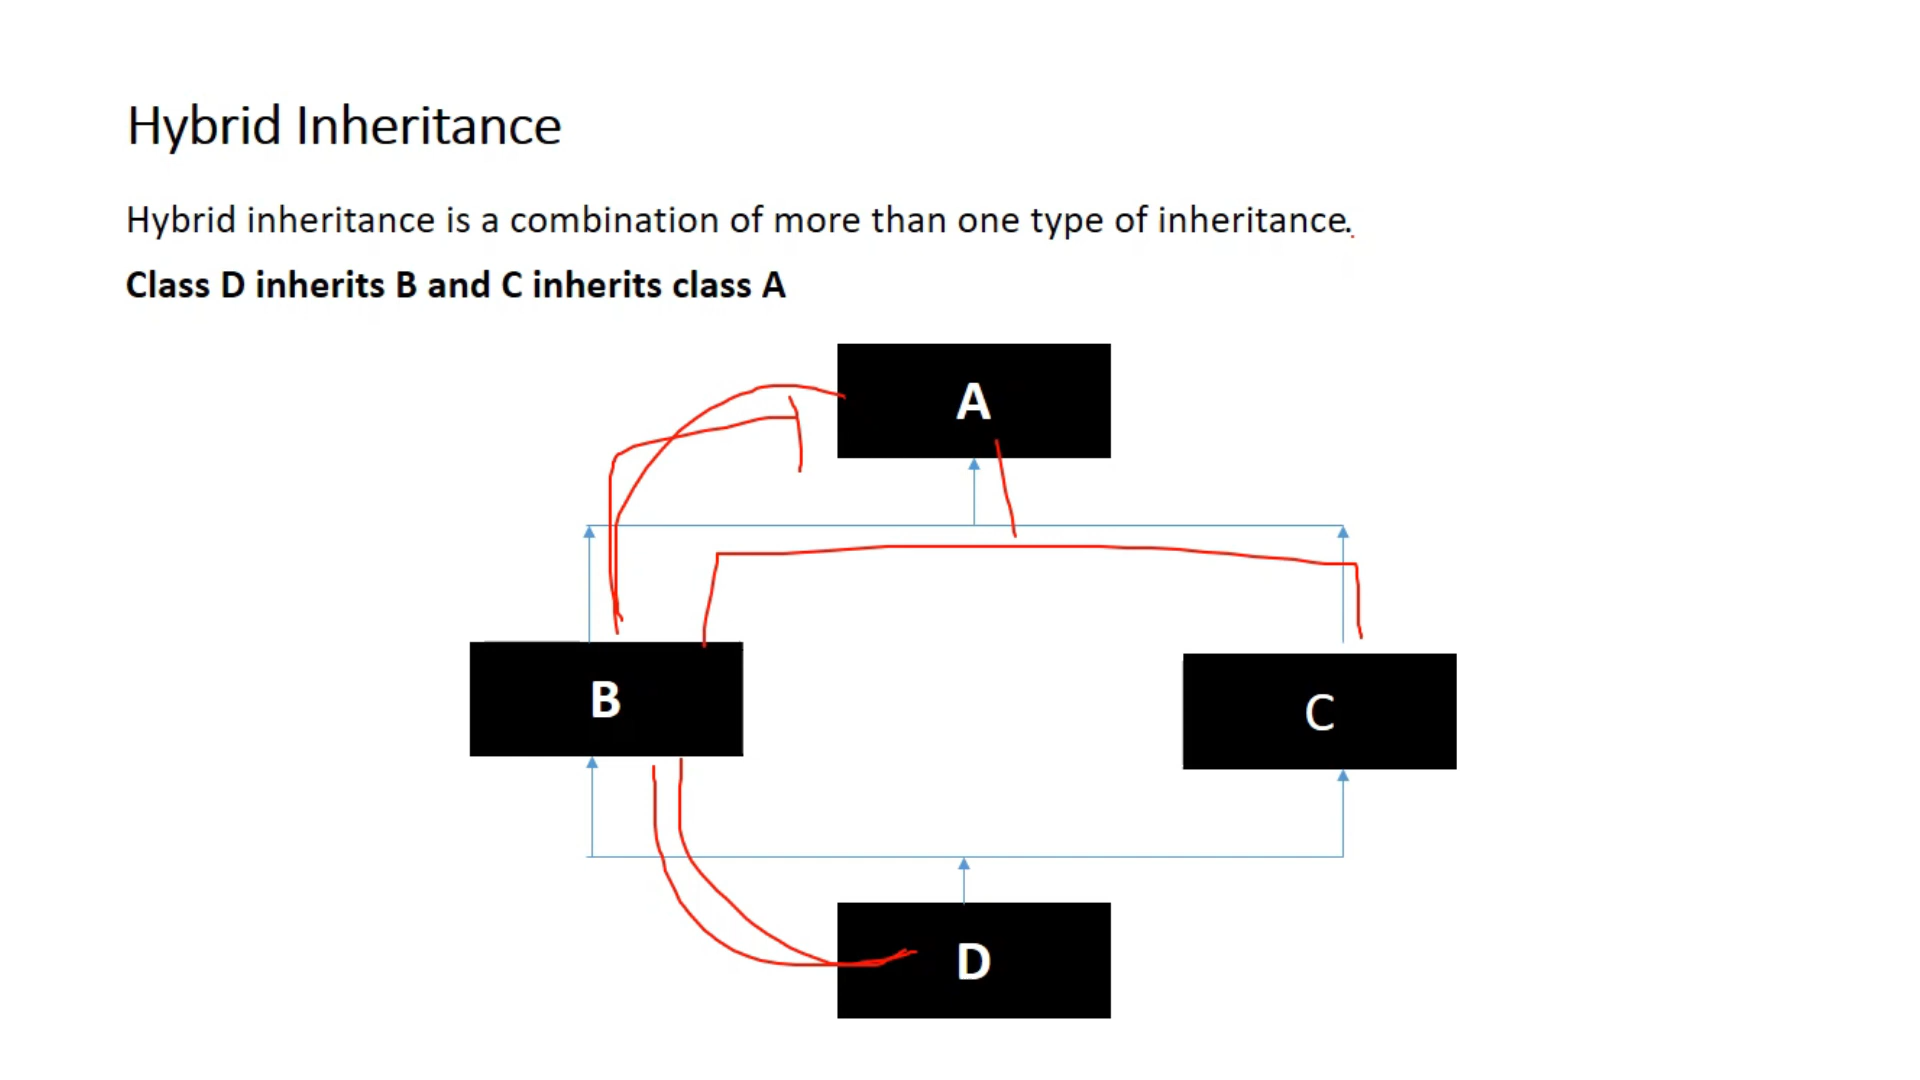 Hybrid Inheritance
Hybrid inheritance is a combination of more than one type of inheritance.
Class D inherits B and C inherits class A
A
B
C
D